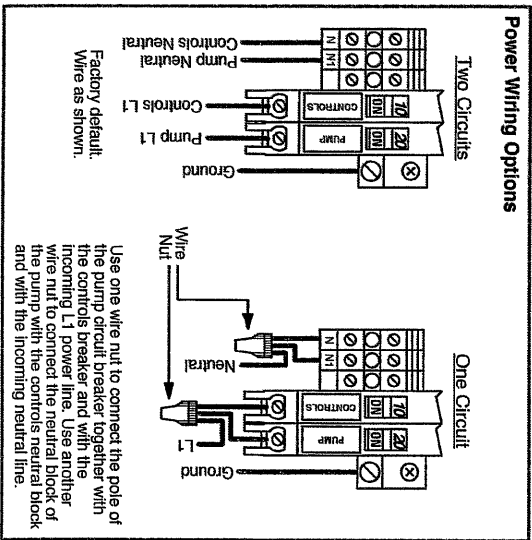 Power Wiring Options
Two Circuits
N
N1
CONTROLS
10
ON
PUMP
20
ON
Controls Neutral
Pump Neutral
Controls L1
Pump L1
Ground
Factory default.
Wire as shown.
One Circuit
N
N1
CONTROLS
10
ON
PUMP
20
ON
Neutral
L1
Ground
Wire
Nut
Use one wire nut to connect the pole of
the pump circuit breaker together with
the controls breaker and with the
incoming L1 power line. Use another
wire nut to connect the neutral block of
the pump with the controls neutral block
and with the incoming neutral line.